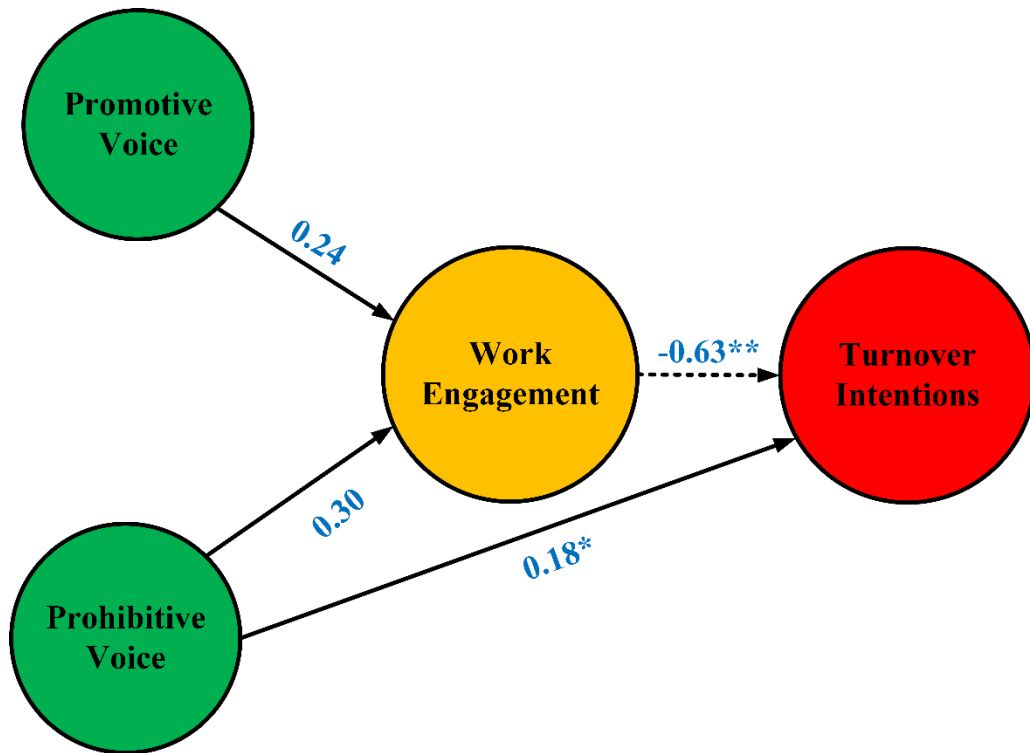 Promotive
Voice
0.24
Work
Engagement
-0.63**
Turnover
Intentions
0.30
0.18*
Prohibitive
Voice